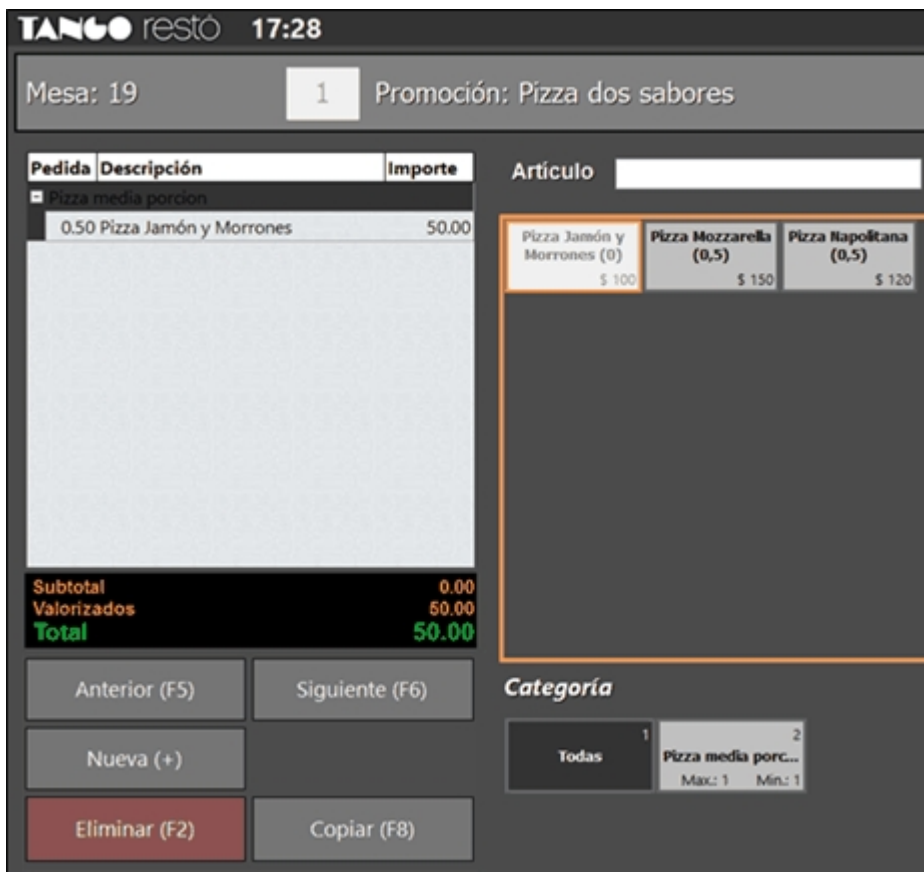 TANGO restó 17:28
Mesa: 19 1 Promoción: Pizza dos sabores
Pedida Descripción Importe
Pizza media porcion
0.50 Pizza Jamón y Morrones 50.00
Subtotal 0.00
Valorizados 50.00
Total 50.00
Anterior (F5) Siguiente (F6)
Nueva (+)
Eliminar (F2) Copiar (F8)
Artículo
Pizza Jamón y
Morrones (0)
$ 100
Pizza Mozzarella
(0,5)
$ 150
Pizza Napolitana
(0,5)
$ 120
Categoría
1
Todas
2
Pizza media porc...
Max.: 1 Min.: 1